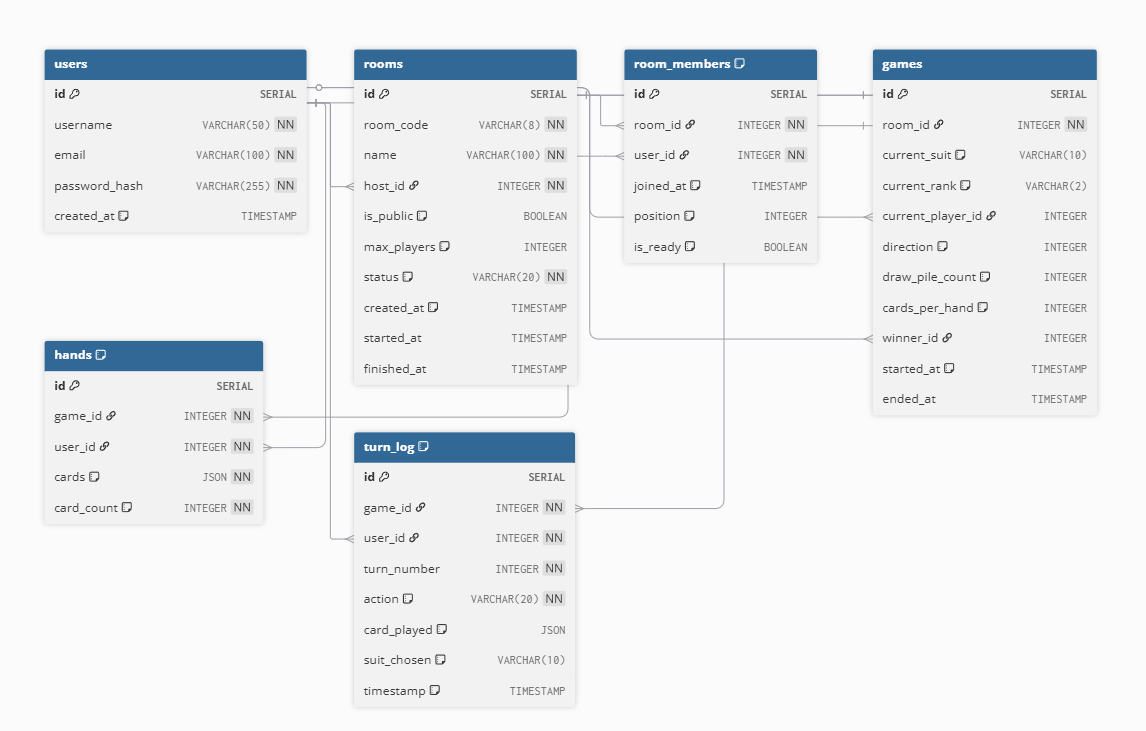 users
id SERIAL
username VARCHAR(50) NN
email VARCHAR(100) NN
password_hash VARCHAR(255) NN
created_at TIMESTAMP
rooms
id SERIAL
room_code VARCHAR(8) NN
name VARCHAR(100) NN
host_id INTEGER NN
is_public BOOLEAN
max_players INTEGER
status VARCHAR(20) NN
created_at TIMESTAMP
started_at TIMESTAMP
finished_at TIMESTAMP
room_members
id SERIAL
room_id INTEGER NN
user_id INTEGER NN
joined_at TIMESTAMP
position INTEGER
is_ready BOOLEAN
games
id SERIAL
room_id INTEGER NN
current_suit VARCHAR(10)
current_rank VARCHAR(2)
current_player_id INTEGER
direction INTEGER
draw_pile_count INTEGER
cards_per_hand INTEGER
winner_id INTEGER
started_at TIMESTAMP
ended_at TIMESTAMP
hands
id SERIAL
game_id INTEGER NN
user_id INTEGER NN
cards JSON NN
card_count INTEGER NN
turn_log
id SERIAL
game_id INTEGER NN
user_id INTEGER NN
turn_number INTEGER NN
action VARCHAR(20) NN
card_played JSON
suit_chosen VARCHAR(10)
timestamp TIMESTAMP